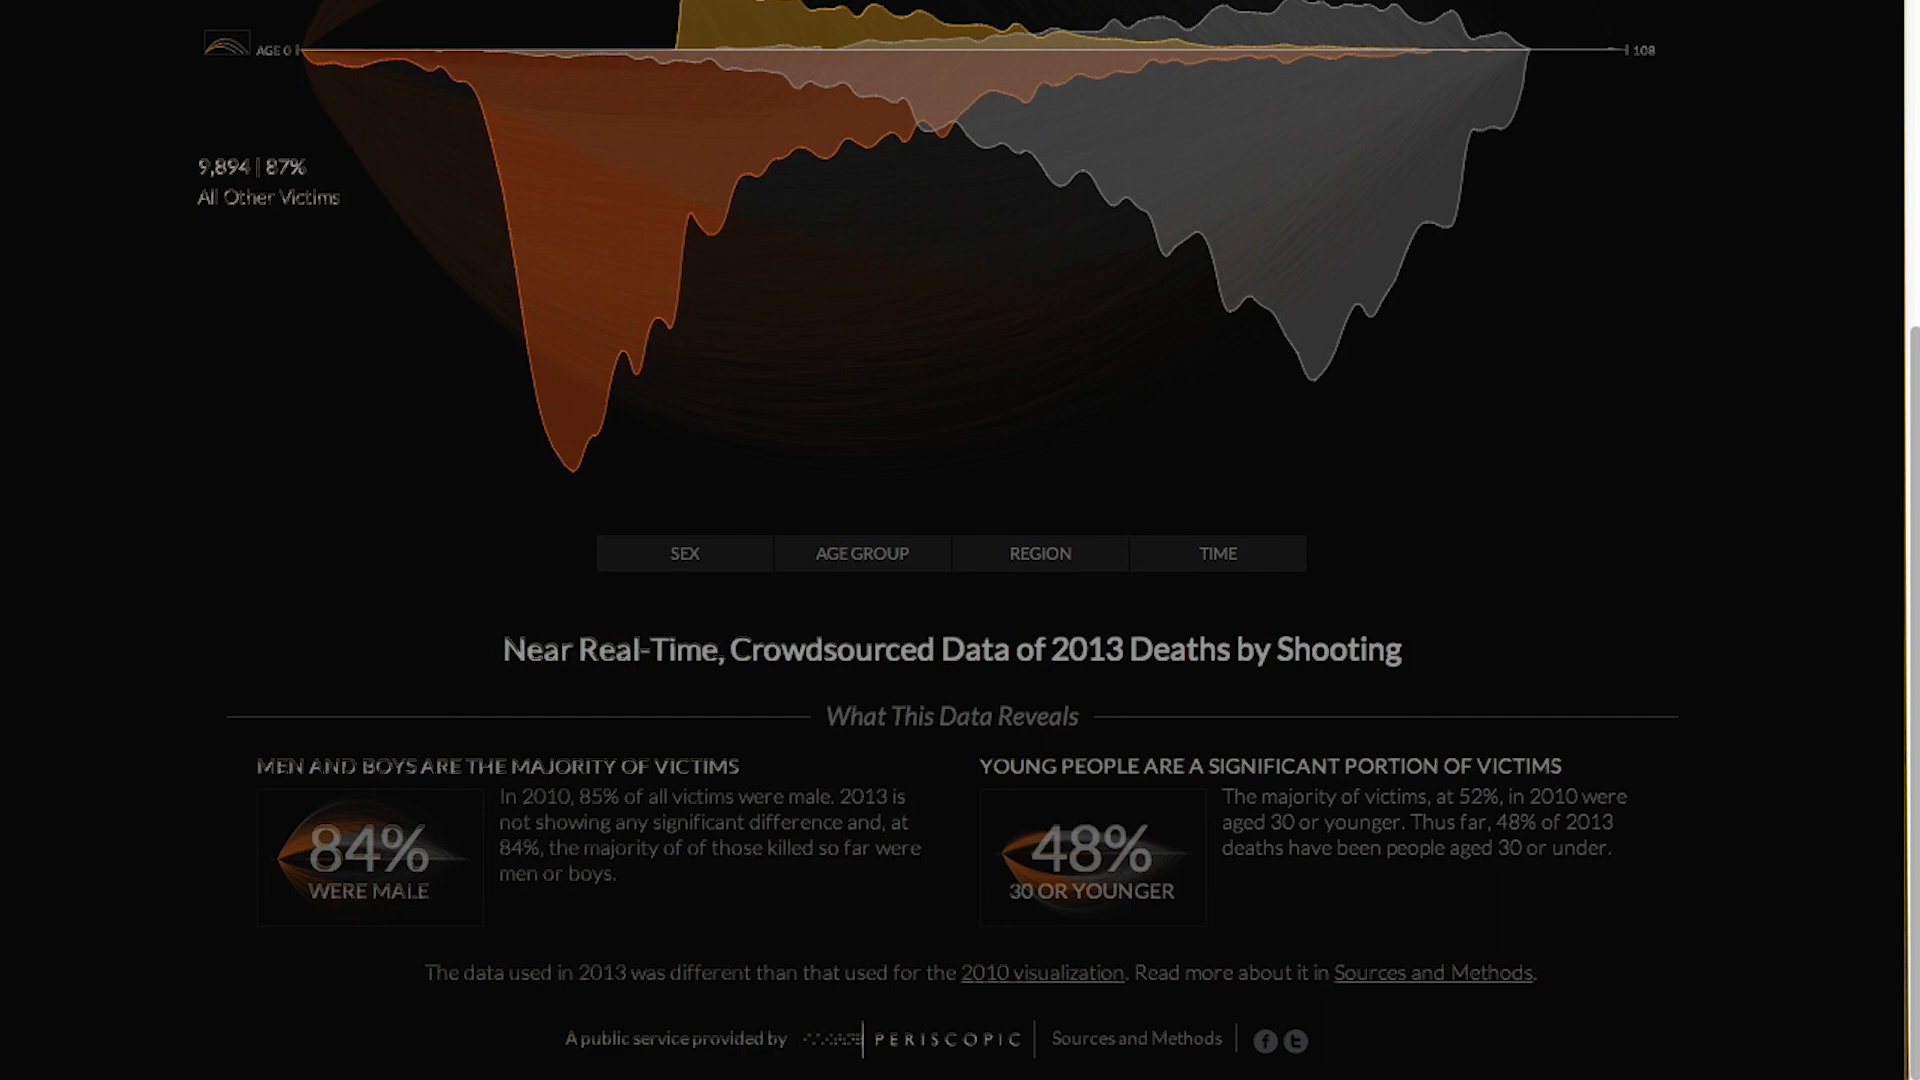 AGE 0
108
9,894 | 87%
All Other Victims
SEX
AGE GROUP
REGION
TIME
Near Real-Time, Crowdsourced Data of 2013 Deaths by Shooting
What This Data Reveals
MEN AND BOYS ARE THE MAJORITY OF VICTIMS
84%
WERE MALE
In 2010, 85% of all victims were male. 2013 is
not showing any significant difference and, at
84%, the majority of of those killed so far were
men or boys.
YOUNG PEOPLE ARE A SIGNIFICANT PORTION OF VICTIMS
48%
30 OR YOUNGER
The majority of victims, at 52%, in 2010 were
aged 30 or younger. Thus far, 48% of 2013
deaths have been people aged 30 or under.
The data used in 2013 was different than that used for the 2010 visualization. Read more about it in Sources and Methods.
A public service provided by
PERISCOPIC
Sources and Methods